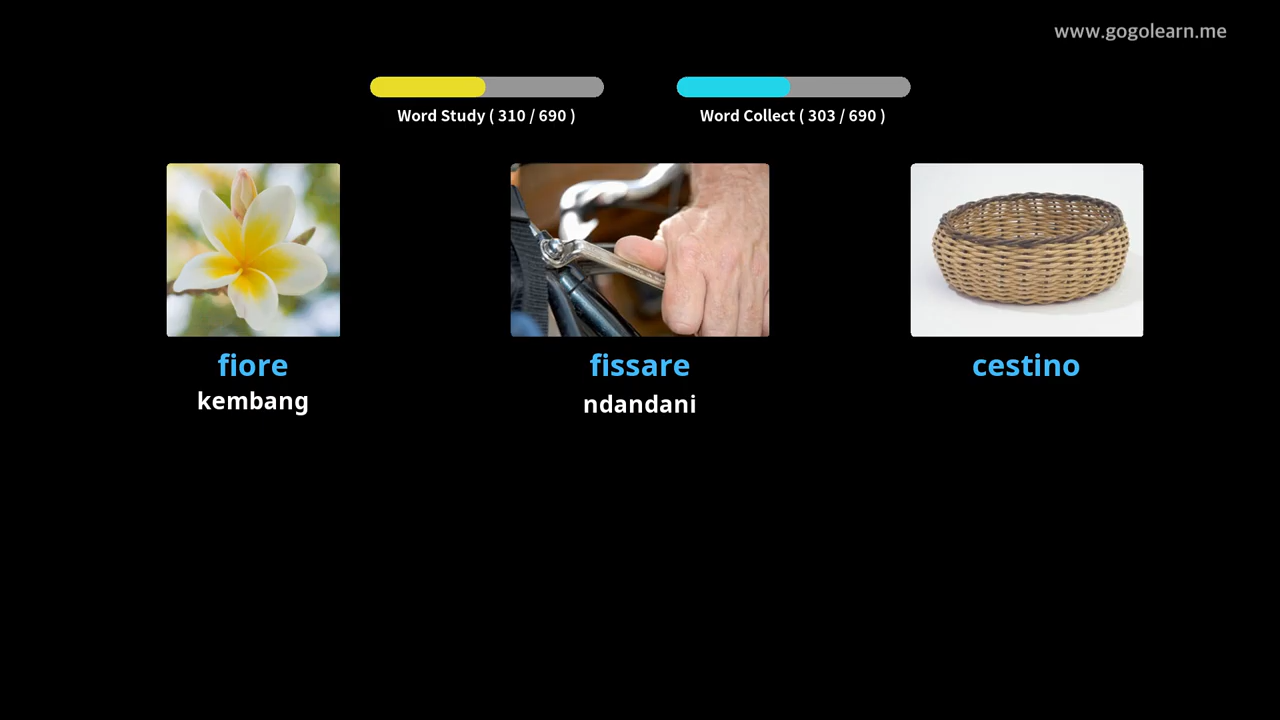 www.gogolearn.me
Word Study ( 310 / 690 )
Word Collect ( 303 / 690 )
fiore
kembang
fissare
ndandani
cestino